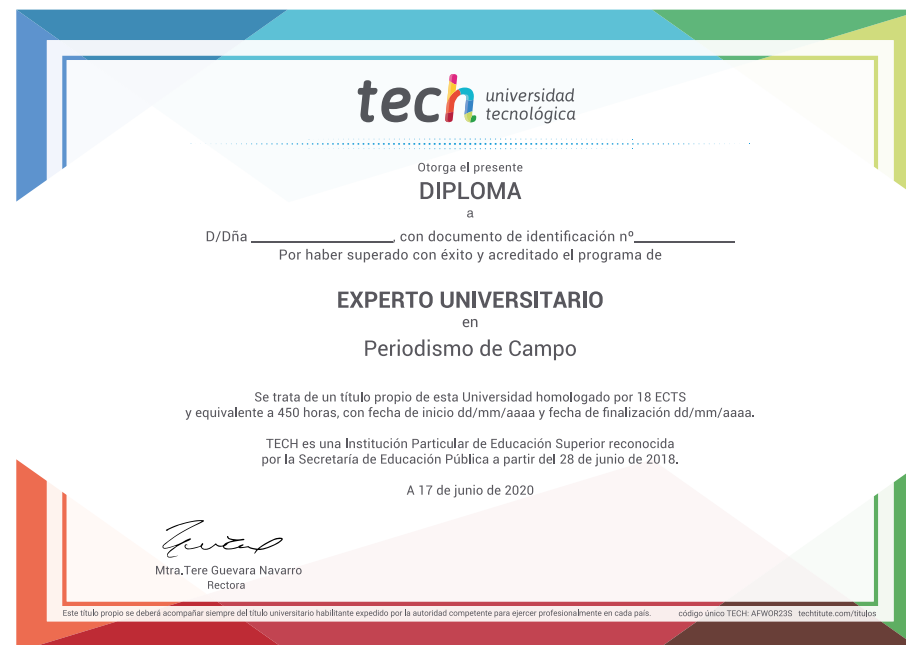 tech universidad
tecnológica
Otorga el presente
DIPLOMA
a
D/Dña ____________________, con documento de identificación nº______________
Por haber superado con éxito y acreditado el programa de
EXPERTO UNIVERSITARIO
en
Periodismo de Campo
Se trata de un título propio de esta Universidad homologado por 18 ECTS
y equivalente a 450 horas, con fecha de inicio dd/mm/aaaa y fecha de finalización dd/mm/aaaa.
TECH es una Institución Particular de Educación Superior reconocida
por la Secretaría de Educación Pública a partir del 28 de junio de 2018.
A 17 de junio de 2020
Mtra.Tere Guevara Navarro
Rectora
Este título propio se deberá acompañar siempre del título universitario habilitante expedido por la autoridad competente para ejercer profesionalmente en cada país. código único TECH: AFWOR23S techtitute.com/titulos